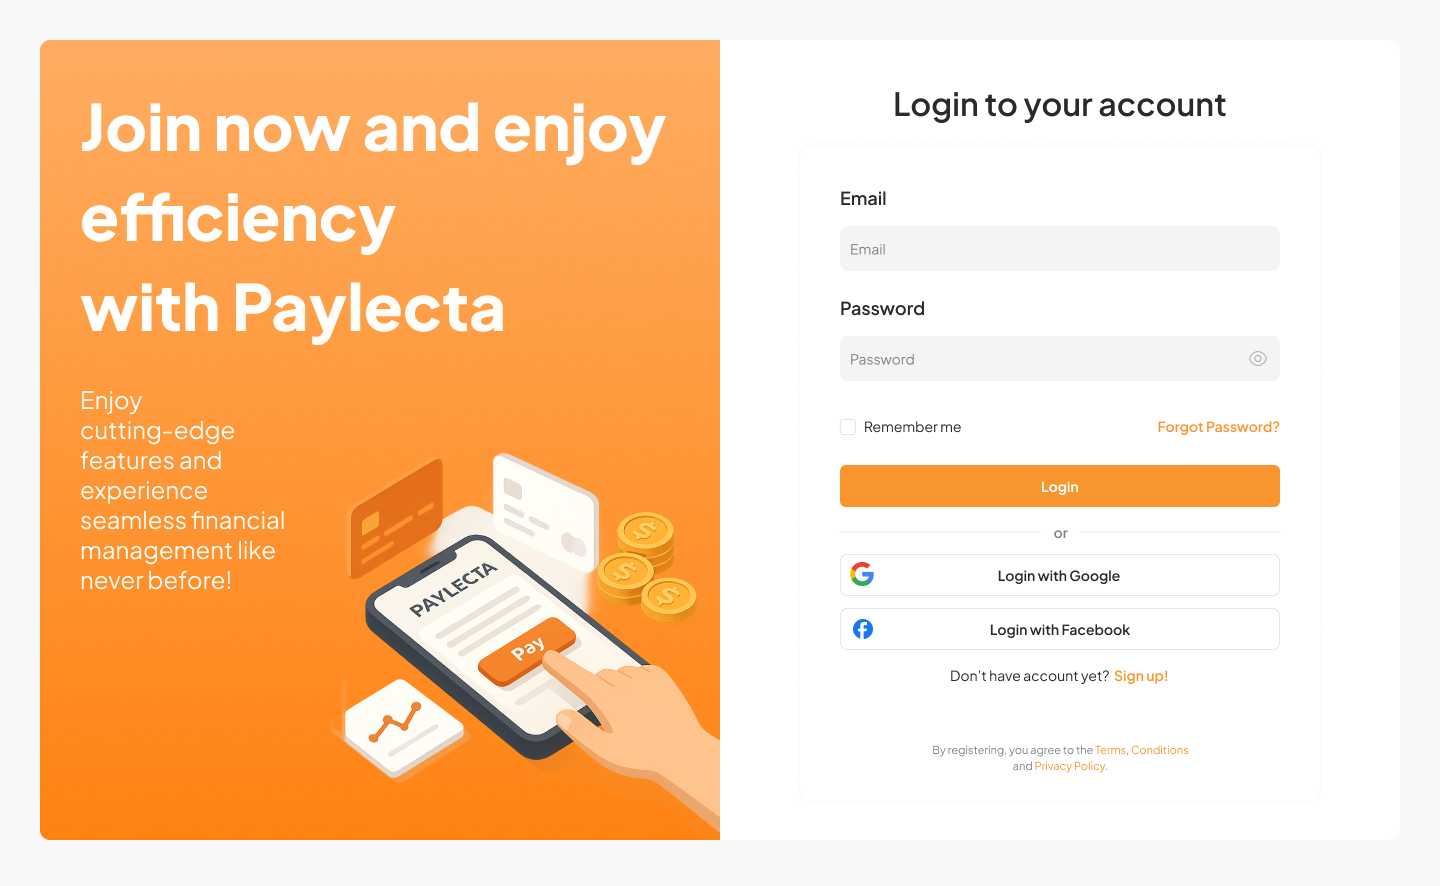 Join now and enjoy
efficiency
with Paylecta
Enjoy
cutting-edge
features and
experience
seamless financial
management like
never before!
PAYLECTA
Pay
Login to your account
Email
Email
Password
Password
Remember me
Forgot Password?
Login
or
Login with Google
Login with Facebook
Don't have account yet? Sign up!
By registering, you agree to the Terms, Conditions
and Privacy Policy.